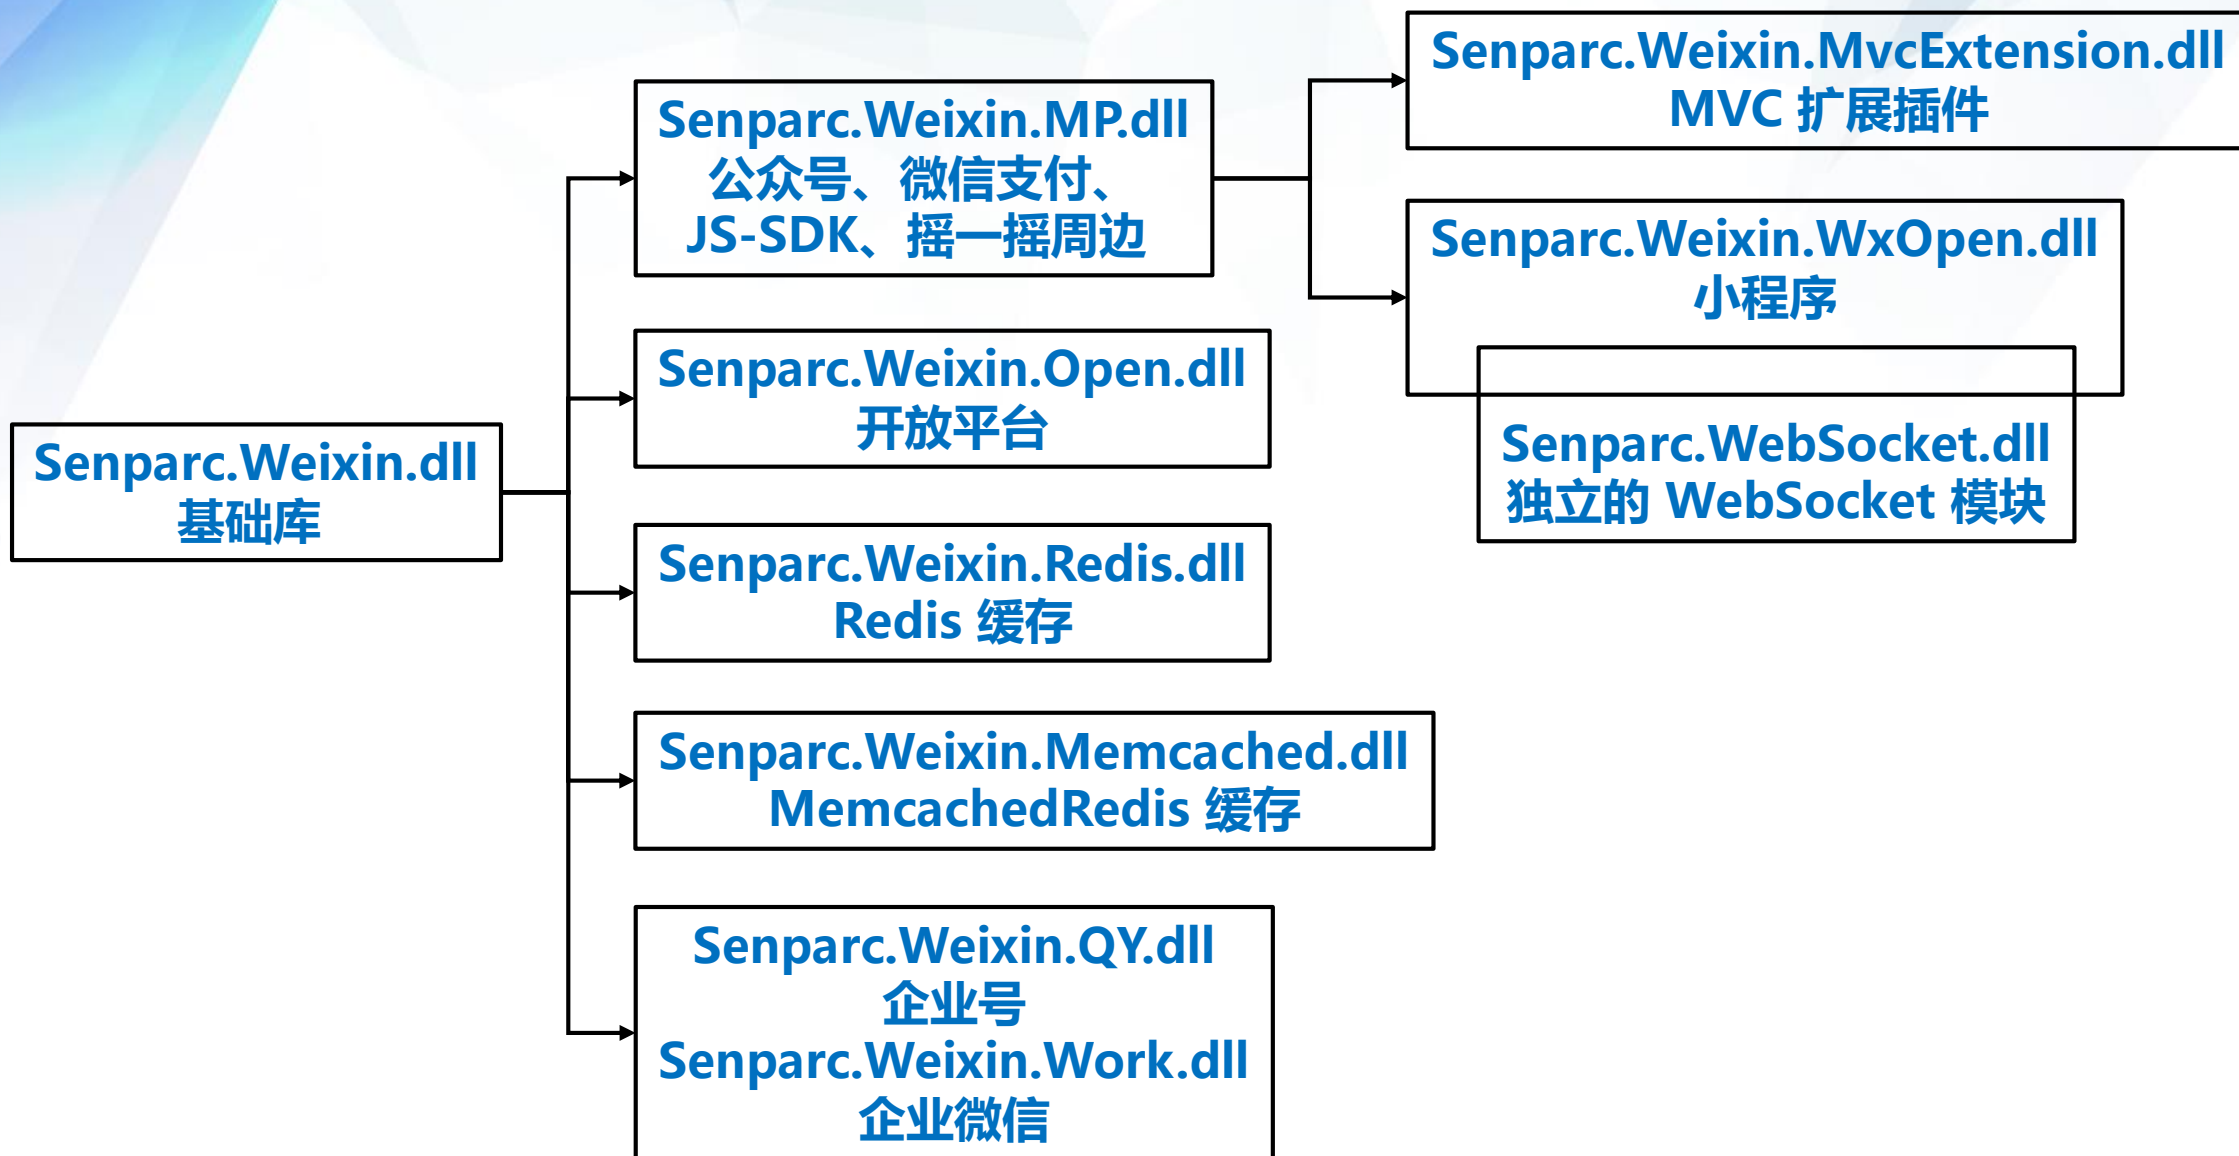 Senparc.Weixin.dll
基础库
Senparc.Weixin.MP.dll
公众号、微信支付、
JS-SDK、摇一摇周边
Senparc.Weixin.Open.dll
开放平台
Senparc.Weixin.Redis.dll
Redis 缓存
Senparc.Weixin.Memcached.dll
MemcachedRedis 缓存
Senparc.Weixin.QY.dll
企业号
Senparc.Weixin.Work.dll
企业微信
Senparc.Weixin.MvcExtension.dll
MVC 扩展插件
Senparc.Weixin.WxOpen.dll
小程序
Senparc.WebSocket.dll
独立的 WebSocket 模块